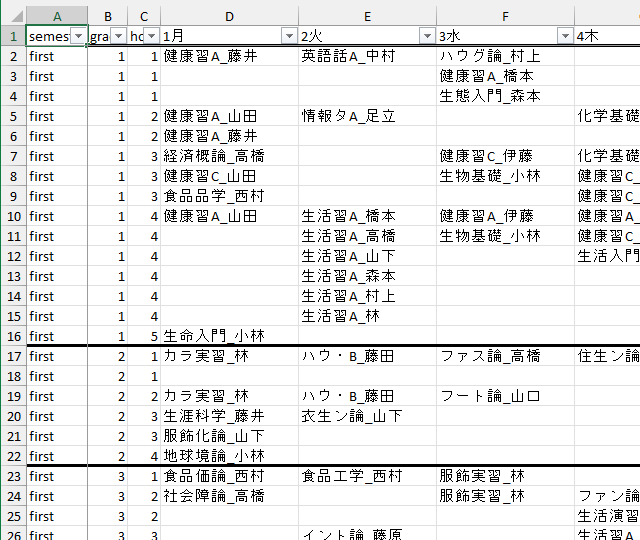 A B C D E F
1 semes gra ho 1月 2火 3水 4木
2 first 1 1 健康習A_藤井 英語話A_中村 ハウグ論_村上
3 first 1 1 健康習A_橋本
4 first 1 1 生態入門_森本
5 first 1 2 健康習A_山田 情報タA_足立 化学基礎
6 first 1 2 健康習A_藤井
7 first 1 3 経済概論_高橋 健康習C_伊藤 化学基礎
8 first 1 3 健康習C_山田 生物基礎_小林 健康習C_
9 first 1 3 食品品学_西村 健康習C_
10 first 1 4 健康習A_山田 生活習A_橋本 健康習A_伊藤 健康習A_
11 first 1 4 生活習A_高橋 生物基礎_小林 健康習C_
12 first 1 4 生活習A_山下 生活入門
13 first 1 4 生活習A_森本
14 first 1 4 生活習A_村上
15 first 1 4 生活習A_林
16 first 1 5 生命入門_小林
17 first 2 1 カラ実習_林 ハウ・B_藤田 ファス論_高橋 住生ン論
18 first 2 1
19 first 2 2 カラ実習_林 ハウ・B_藤田 フート論_山口
20 first 2 3 生涯科学_藤井 衣生ン論_山下
21 first 2 3 服飾化論_山下
22 first 2 4 地球境論_小林
23 first 3 1 食品価論_西村 食品工学_西村 服飾実習_林
24 first 3 2 社会障論_高橋 服飾実習_林 ファン論
25 first 3 2 生活演習
26 first 3 3 イント論_藤原 生活習A